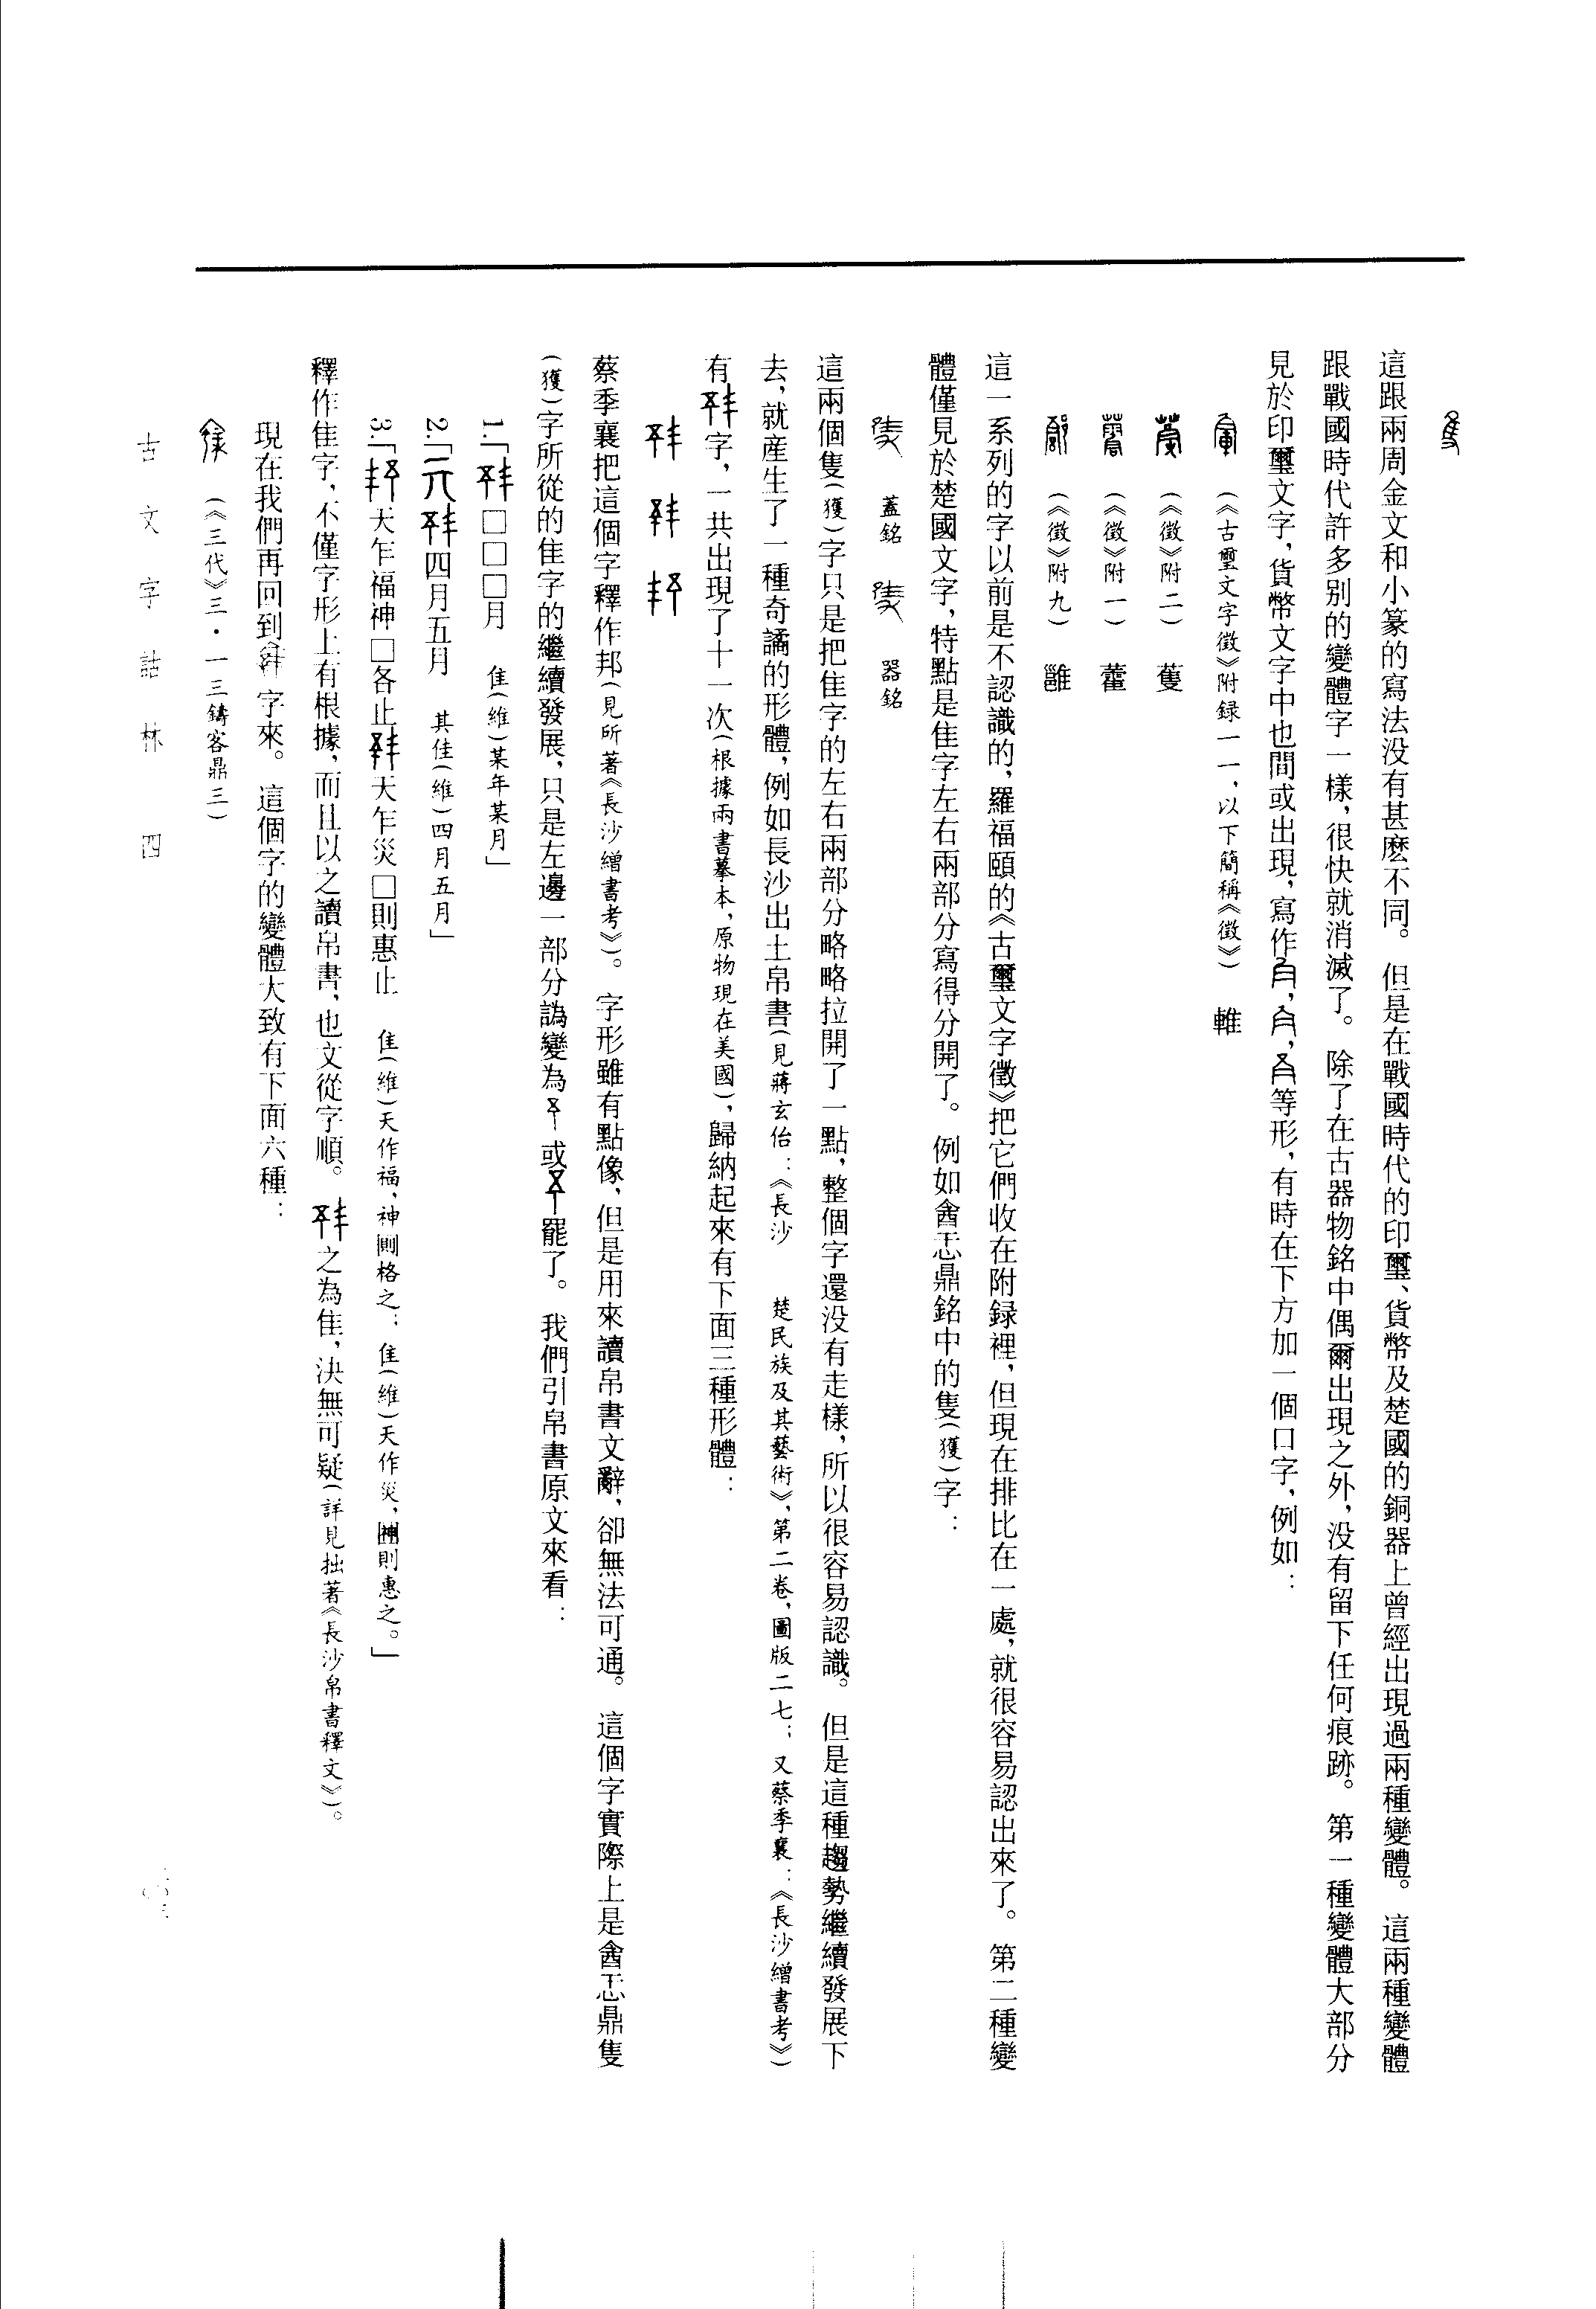 這跟兩周金文和小篆的寫法没有甚麽不同。但是在戰國時代的印璽、貨幣及楚國的銅器上曾經出現過兩種變體。這兩種變體
跟戰國時代許多别的變體字一樣，很快就消滅了。除了在古器物銘中偶爾出現之外，没有留下任何痕跡。第一種變體大部分
見於印璽文字，貨幣文字中也間或出現，寫作，，等形，有時在下方加一個口字，例如：
（《古璽文字徵》附録一一，以下簡稱《徵》）　雗
（《徵》附二）　蒦
（《徵》附一）　藿
（《徵》附九）
這一系列的字以前是不認識的，羅福頤的《古璽文字徵》把它們收在附録裡，但現在排比在一處，就很容易認出來了。第二種變
體僅見於楚國文字，特點是隹字左右兩部分寫得分開了。例如酓忎鼎銘中的隻（獲）字：
蓋銘　器銘
這兩個隻（獲）字只是把隹字的左右兩部分略略拉開了一點，整個字還没有走樣，所以很容易認識。但是這種趨勢繼續發展下
去，就産生了一種奇譎的形體，例如長沙出土帛書（見蔣玄佁：《長沙　楚民族及其藝術》，第二卷，圖版二七；又蔡季襄：《長沙繒書考》）
有字，一共出現了十一次（根據兩書摹本，原物現在美國），歸納起來有下面三種形體：
蔡季襄把這個字釋作邦（見所著《長沙繒書考》）。字形雖有點像，但是用來讀帛書文辭，卻無法可通。這個字實際上是酓忎鼎隻
（獲）字所從的隹字的繼續發展，只是左邊一部分譌變為或罷了。我們引帛書原文來看：
1.「□□□月　隹（維）某年某月」
2.「四月五月　其隹（維）四月五月」
3.「天乍福神□各止天乍災□則惠止　隹（維）天作福，神則格之；隹（維）天作災，神則惠之。」
釋作隹字，不僅字形上有根據，而且以之讀帛書，也文從字順。之為隹，決無可疑（詳見拙著《長沙帛書釋文》）。
現在我們再回到字來。這個字的變體大致有下面六種：
（《三代》三·一三鑄客鼎三）
古文字詁林　四